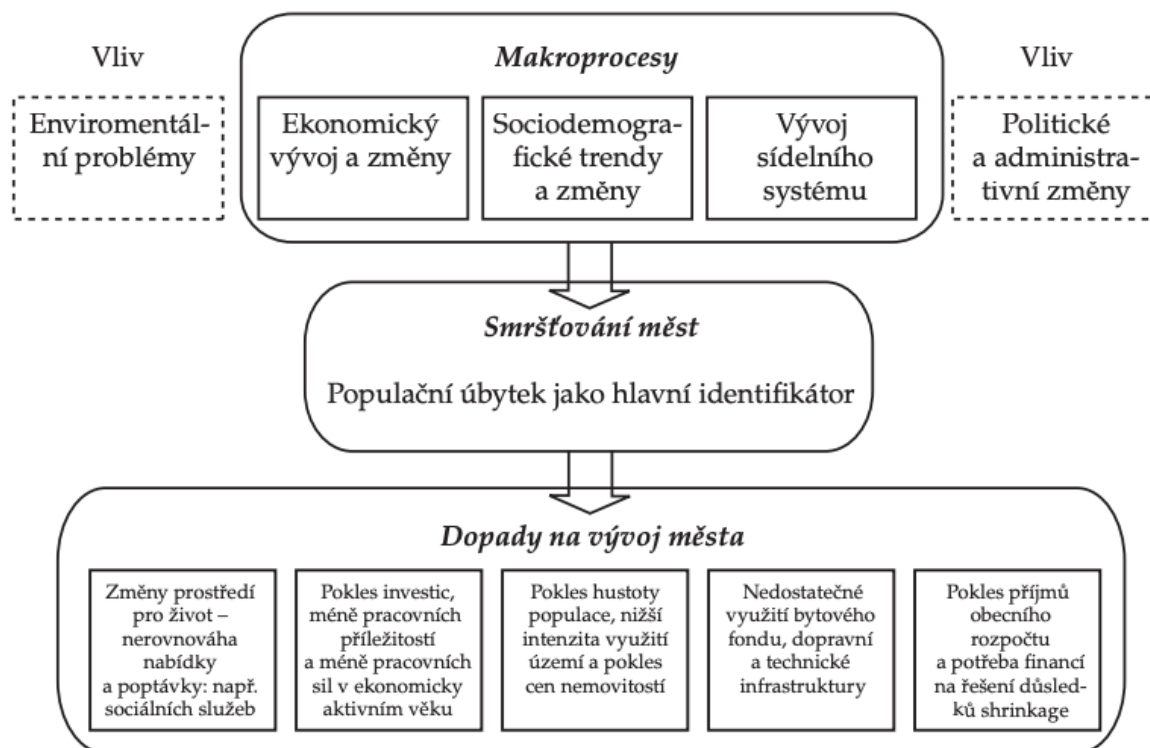 Vliv
Makroprocesy
Vliv
Enviromentál-
ní problémy
Ekonomický
vývoj a změny
Sociodemogra-
fické trendy
a změny
Vývoj
sídelního
systému
Politické
a administra-
tivní změny
Smršťování měst
Populační úbytek jako hlavní identifikátor
Dopady na vývoj města
Změny prostředí
pro život –
nerovnováha
nabídky
a poptávky: např.
sociálních služeb
Pokles investic,
méně pracovních
příležitostí
a méně pracovních
sil v ekonomicky
aktivním věku
Pokles hustoty
populace, nižší
intenzita využití
území a pokles
cen nemovitostí
Nedostatečné
využití bytového
fondu, dopravní
a technické
infrastruktury
Pokles příjmů
obecního
rozpočtu
a potřeba financí
na řešení důsled-
ků shrinkage